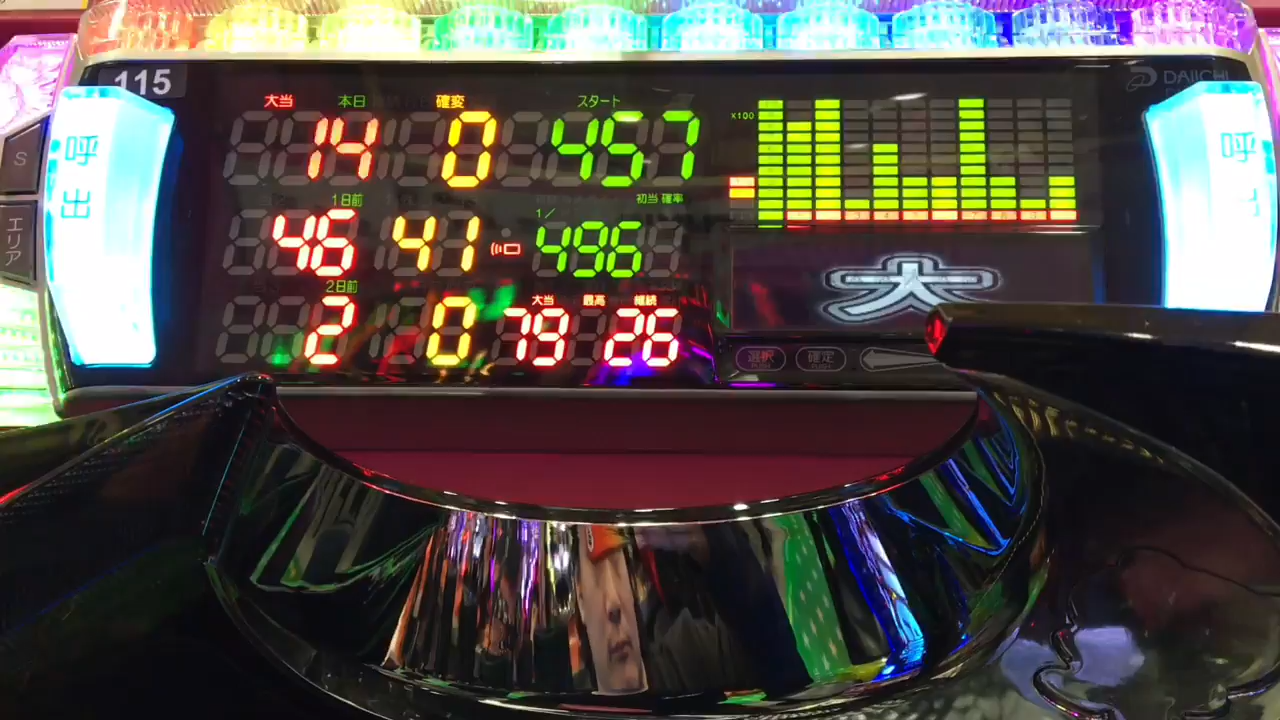 115
DAIICHI
大当 本日 確変 スタート
14 0 457
x100
呼出
S
1日前 初当 確率
1/
46 41 496
エリア
2日前
大当 最高 継続
2 0 79 26
大
選択 確定